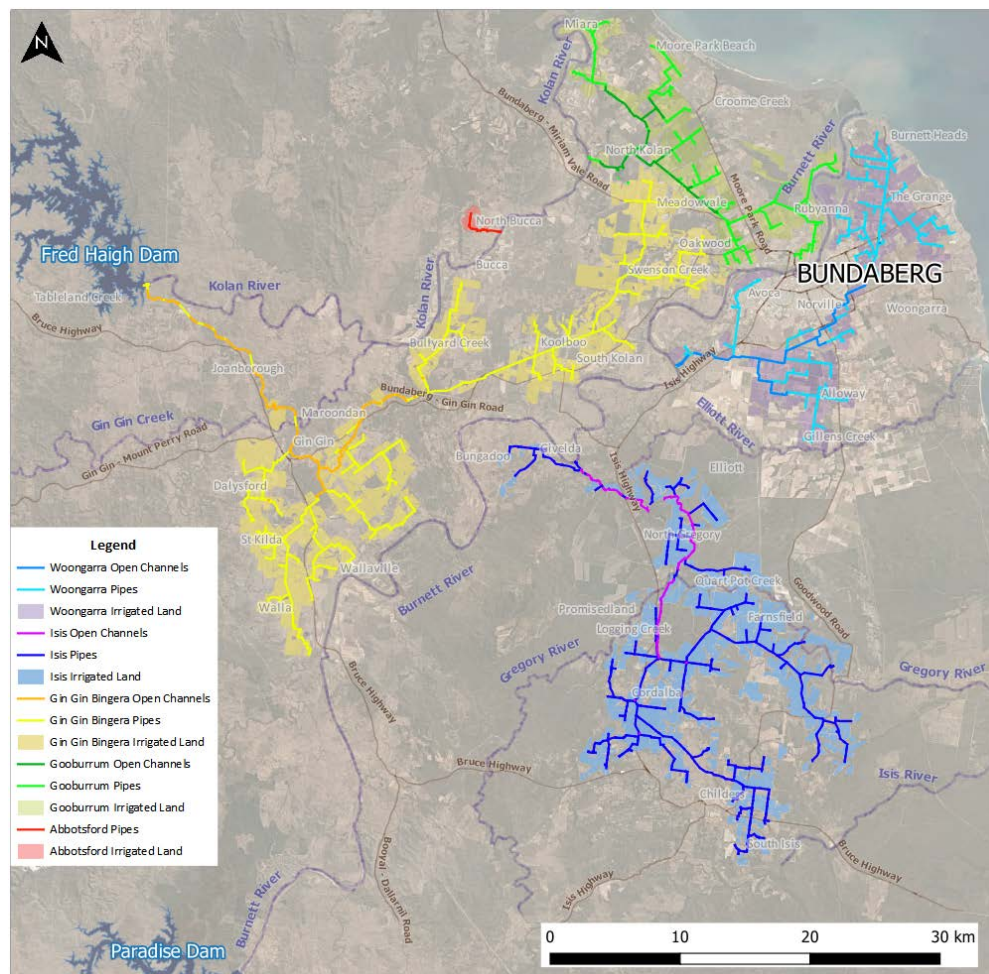 N
Miara
Moore Park Beach
Kolan River
Croome Creek
Bundaberg - Miriam Vale Road
Burnett Heads
North Kolan
Burnett River
Moore Park Road
The Grange
Meadowvale
Rubyanna
North Bucca
Oakwood
Fred Haigh Dam
Bucca
Swenson Creek
BUNDABERG
Kolan River
Kolan River
Tableland Creek
Avoca
Norville
Woongarra
Bruce Highway
Bullyard Creek
Koolboo
South Kolan
Isis Highway
Joanborough
Bundaberg - Gin Gin Road
Alloway
Maroondan
Elliott River
Gin Gin Creek
Gin Gin
Gillens Creek
Gin Gin - Mount Perry Road
Bungadoo
Givelda
Isis Highway
Elliott
Dalysford
St Kilda
North Gregory
Wallaville
Burnett River
Quart Pot Creek
Walla
Promisedland
Farnsfield
Goodwood Road
Logging Creek
Gregory River
Gregory River
Bruce Highway
Cordalba
Bruce Highway
Isis River
Childers
South Isis
Bruce Highway
Booyal - Dallarnil Road
Isis Highway
Burnett River
Paradise Dam
Legend
Woongarra Open Channels
Woongarra Pipes
Woongarra Irrigated Land
Isis Open Channels
Isis Pipes
Isis Irrigated Land
Gin Gin Bingera Open Channels
Gin Gin Bingera Pipes
Gin Gin Bingera Irrigated Land
Gooburrum Open Channels
Gooburrum Pipes
Gooburrum Irrigated Land
Abbotsford Pipes
Abbotsford Irrigated Land
0 10 20 30 km